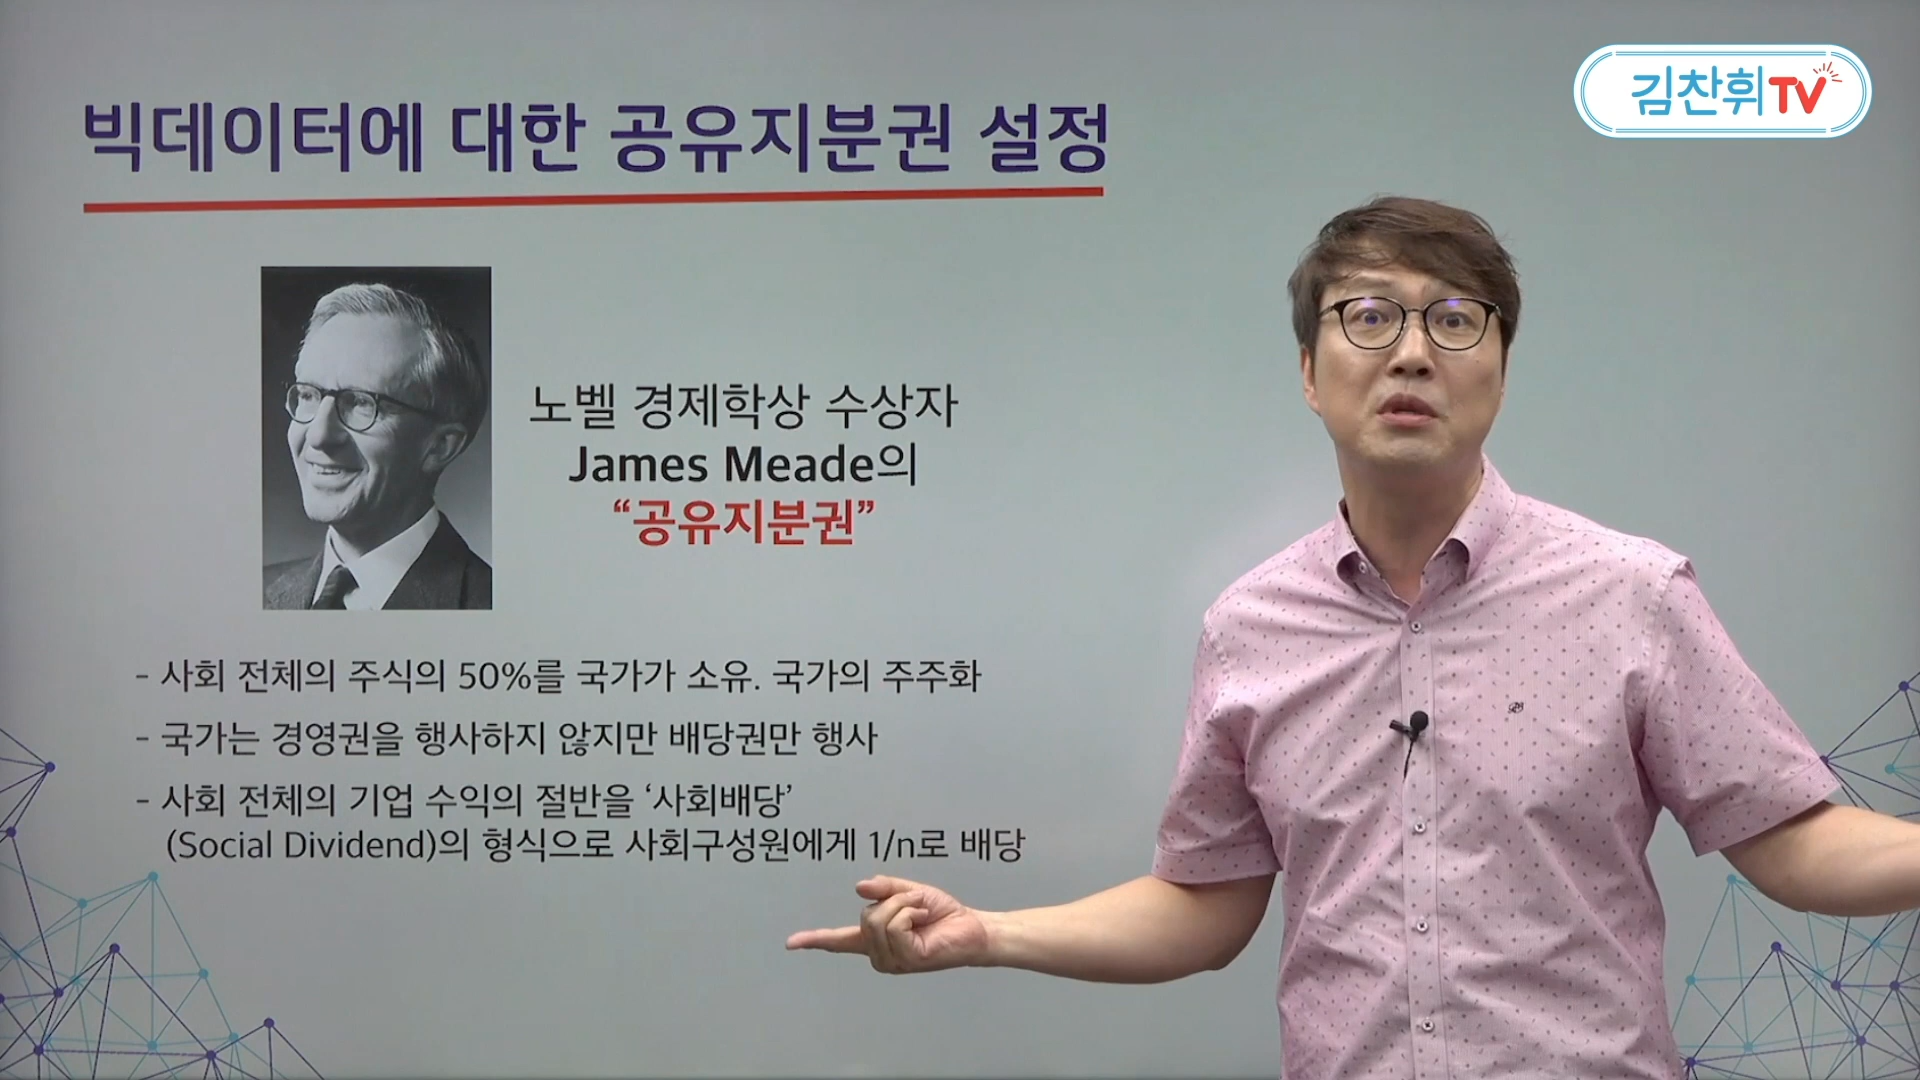 빅데이터에 대한 공유지분권 설정
김찬휘TV
노벨 경제학상 수상자
James Meade의
“공유지분권”
- 사회 전체의 주식의 50%를 국가가 소유. 국가의 주주화
- 국가는 경영권을 행사하지 않지만 배당권만 행사
- 사회 전체의 기업 수익의 절반을 ‘사회배당’
(Social Dividend)의 형식으로 사회구성원에게 1/n로 배당